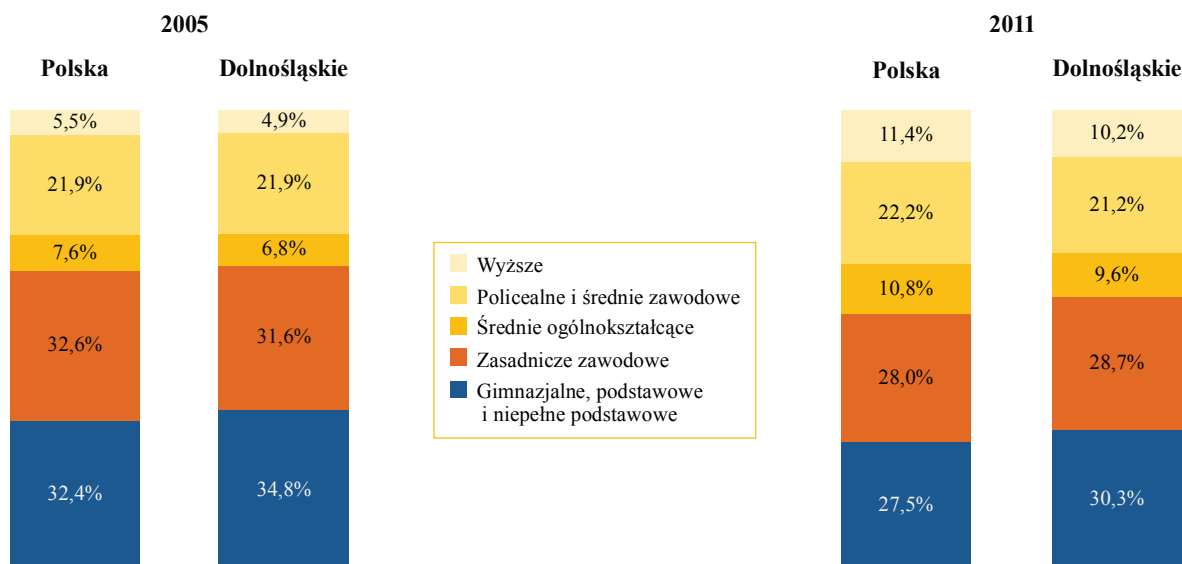 2005
Polska
Dolnośląskie
5,5%
21,9%
7,6%
32,6%
32,4%
4,9%
21,9%
6,8%
31,6%
34,8%
Wyższe
Policealne i średnie zawodowe
Średnie ogólnokształcące
Zasadnicze zawodowe
Gimnazjalne, podstawowe
i niepełne podstawowe
2011
Polska
Dolnośląskie
11,4%
22,2%
10,8%
28,0%
27,5%
10,2%
21,2%
9,6%
28,7%
30,3%